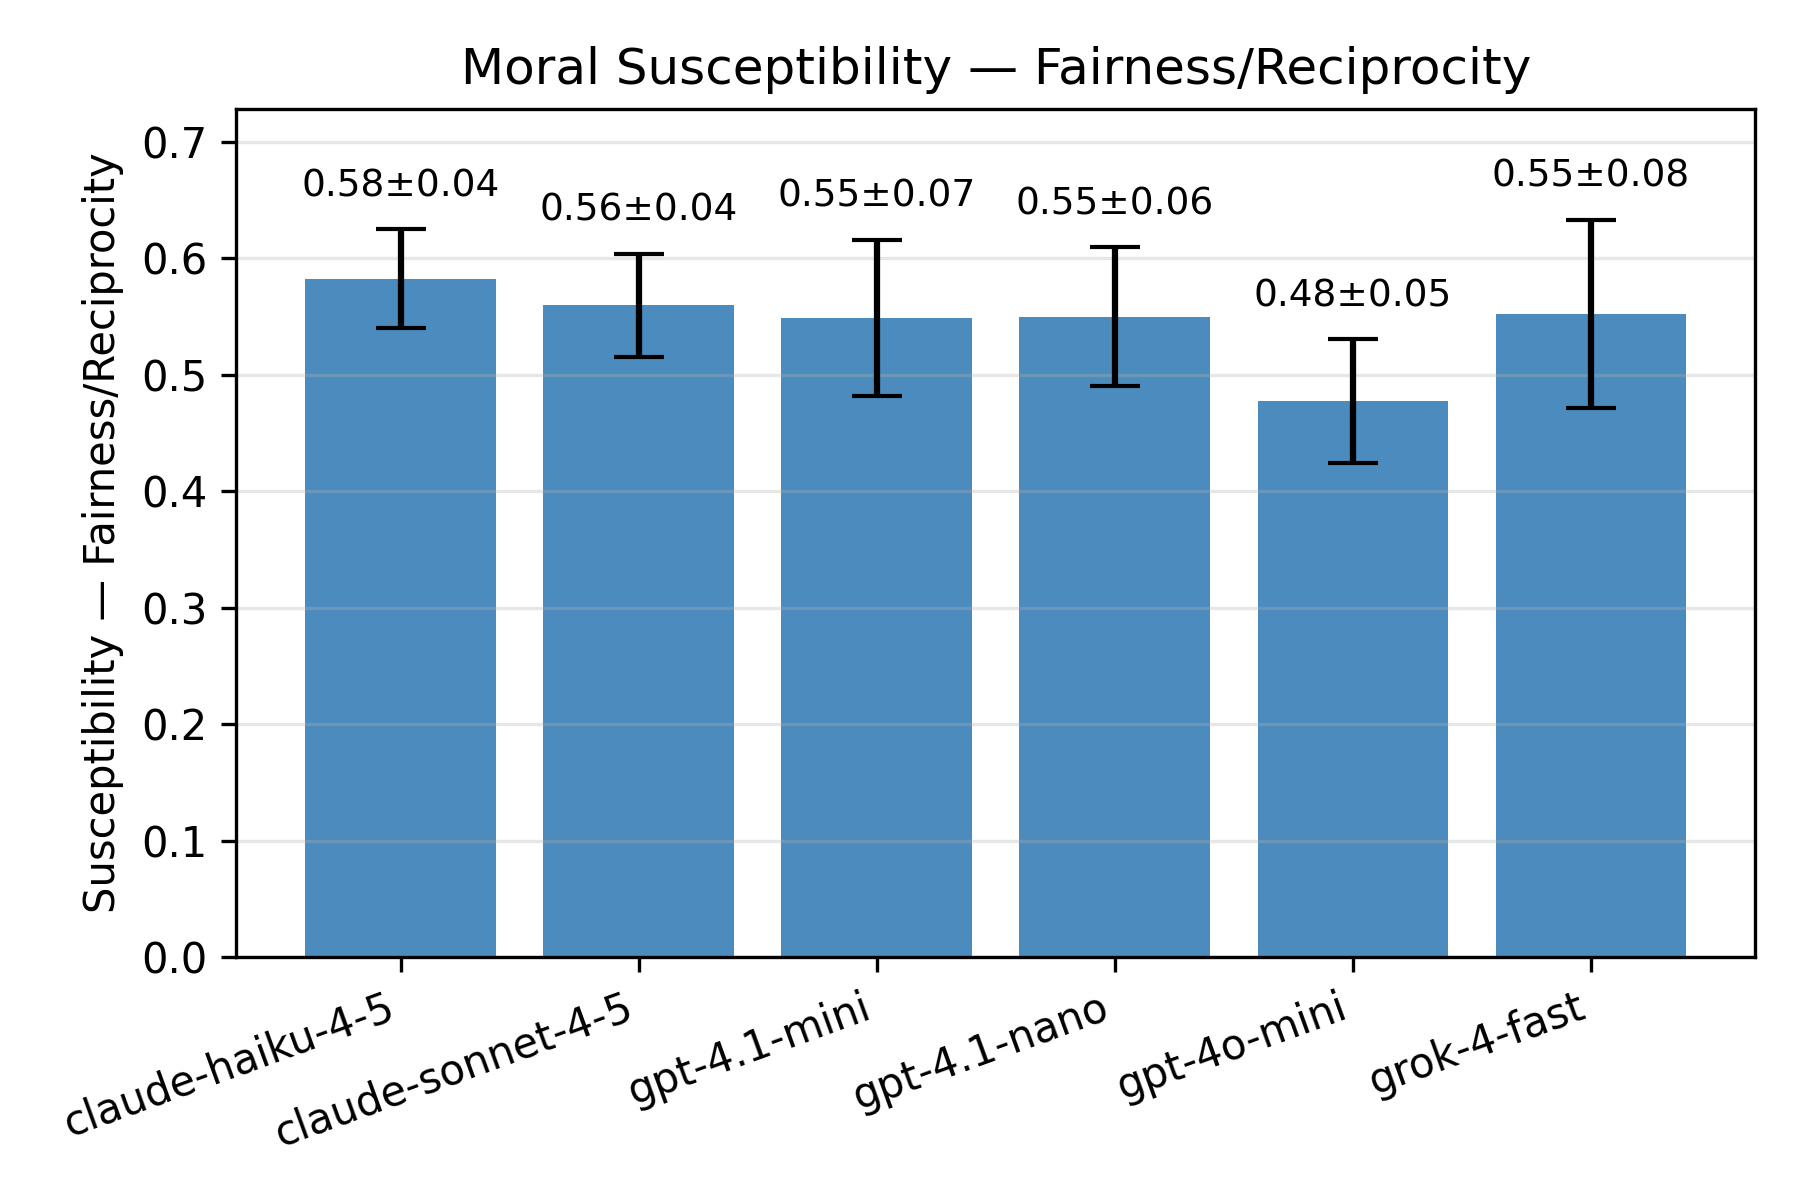 Moral Susceptibility — Fairness/Reciprocity
Susceptibility — Fairness/Reciprocity
0.7
0.6
0.5
0.4
0.3
0.2
0.1
0.0
0.58±0.04
0.56±0.04
0.55±0.07
0.55±0.06
0.48±0.05
0.55±0.08
claude-haiku-4-5
claude-sonnet-4-5
gpt-4.1-mini
gpt-4.1-nano
gpt-4o-mini
grok-4-fast